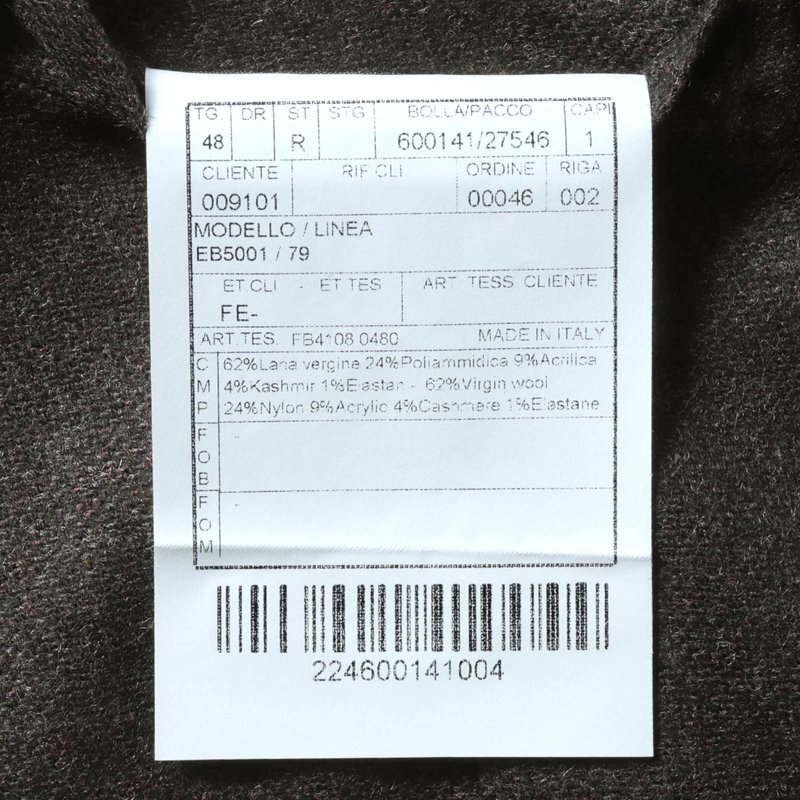 TG DR ST STG BOLLA/PACCO CAPI
48 R 600141/27546 1
CLIENTE RIF CLI ORDINE RIGA
009101 00046 002
MODELLO / LINEA
EB5001 / 79
ET CLI - ET TES ART TESS CLIENTE
FE-
ART.TES. FB4108 0480 MADE IN ITALY
CMP 62%Lana vergine 24%Poliammidica 9%Acrilica
4%Kashmir 1%Elastan - 62%Virgin wool
24%Nylon 9%Acrylic 4%Cashmere 1%Elastane
FOB -
FOM -
224600141004